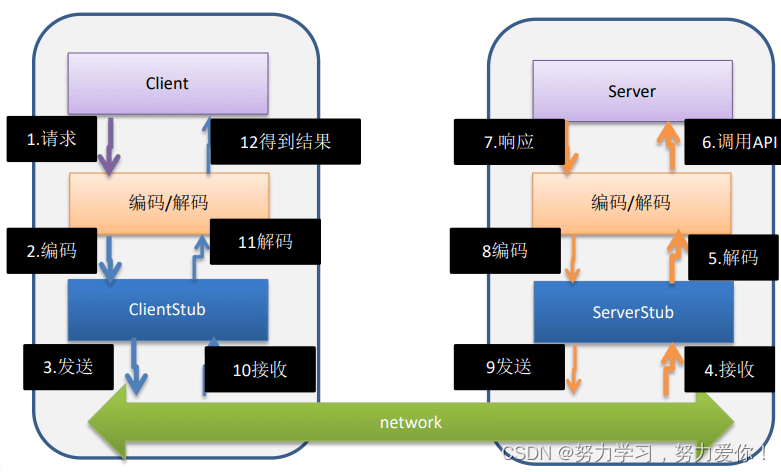 Client
Server
1.请求
12得到结果
7.响应
6.调用API
编码/解码
编码/解码
2.编码
11解码
8编码
5.解码
ClientStub
ServerStub
3.发送
10接收
9发送
4.接收
network
CSDN @努力学习，努力爱你！